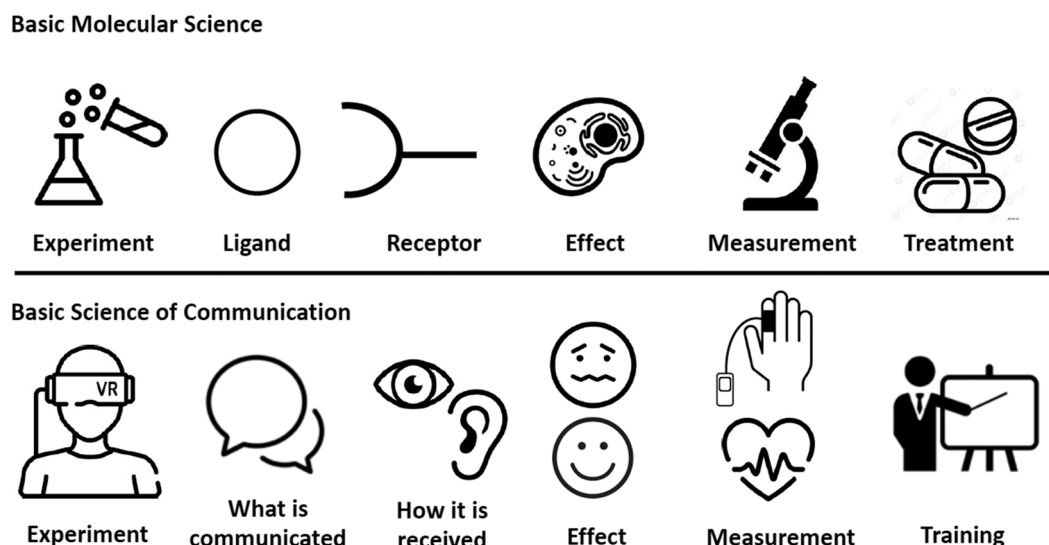 Basic Molecular Science
Experiment
Ligand
Receptor
Effect
Measurement
Treatment
Basic Science of Communication
VR
Experiment
What is
communicated
How it is
received
Effect
Measurement
Training